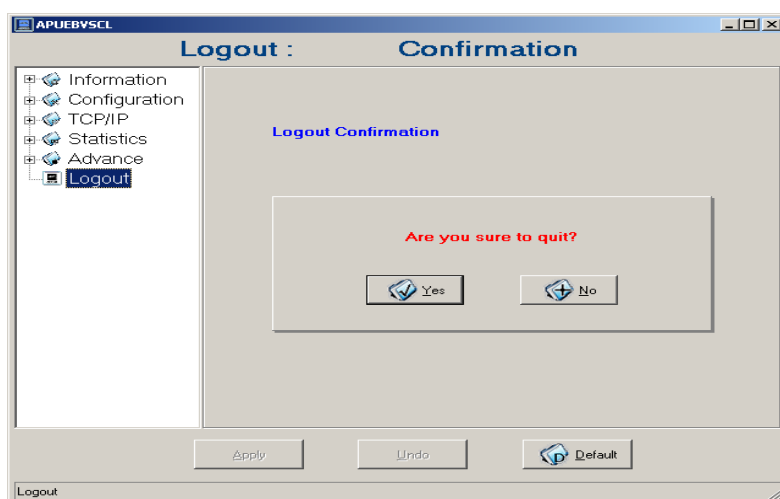 APUEBVSCL
Logout : Confirmation
Information
Configuration
TCP/IP
Statistics
Advance
Logout
Logout Confirmation
Are you sure to quit?
Yes
No
Apply
Undo
Default
Logout